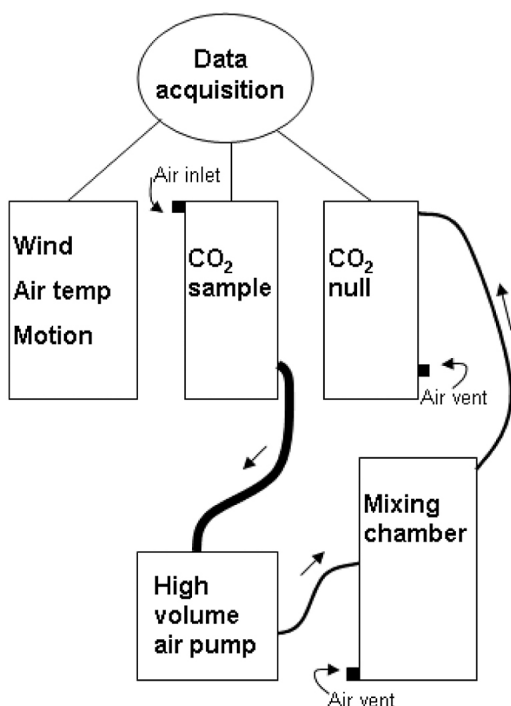 Data
acquisition
Air inlet
Wind
Air temp
Motion
CO₂
sample
CO₂
null
Air vent
Mixing
chamber
High
volume
air pump
Air vent